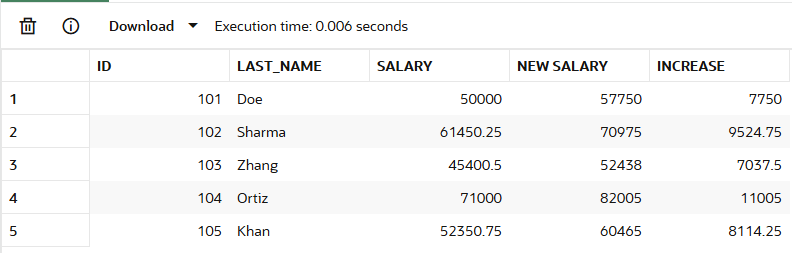 Download Execution time: 0.006 seconds
ID LAST_NAME SALARY NEW SALARY INCREASE
1 101 Doe 50000 57750 7750
2 102 Sharma 61450.25 70975 9524.75
3 103 Zhang 45400.5 52438 7037.5
4 104 Ortiz 71000 82005 11005
5 105 Khan 52350.75 60465 8114.25